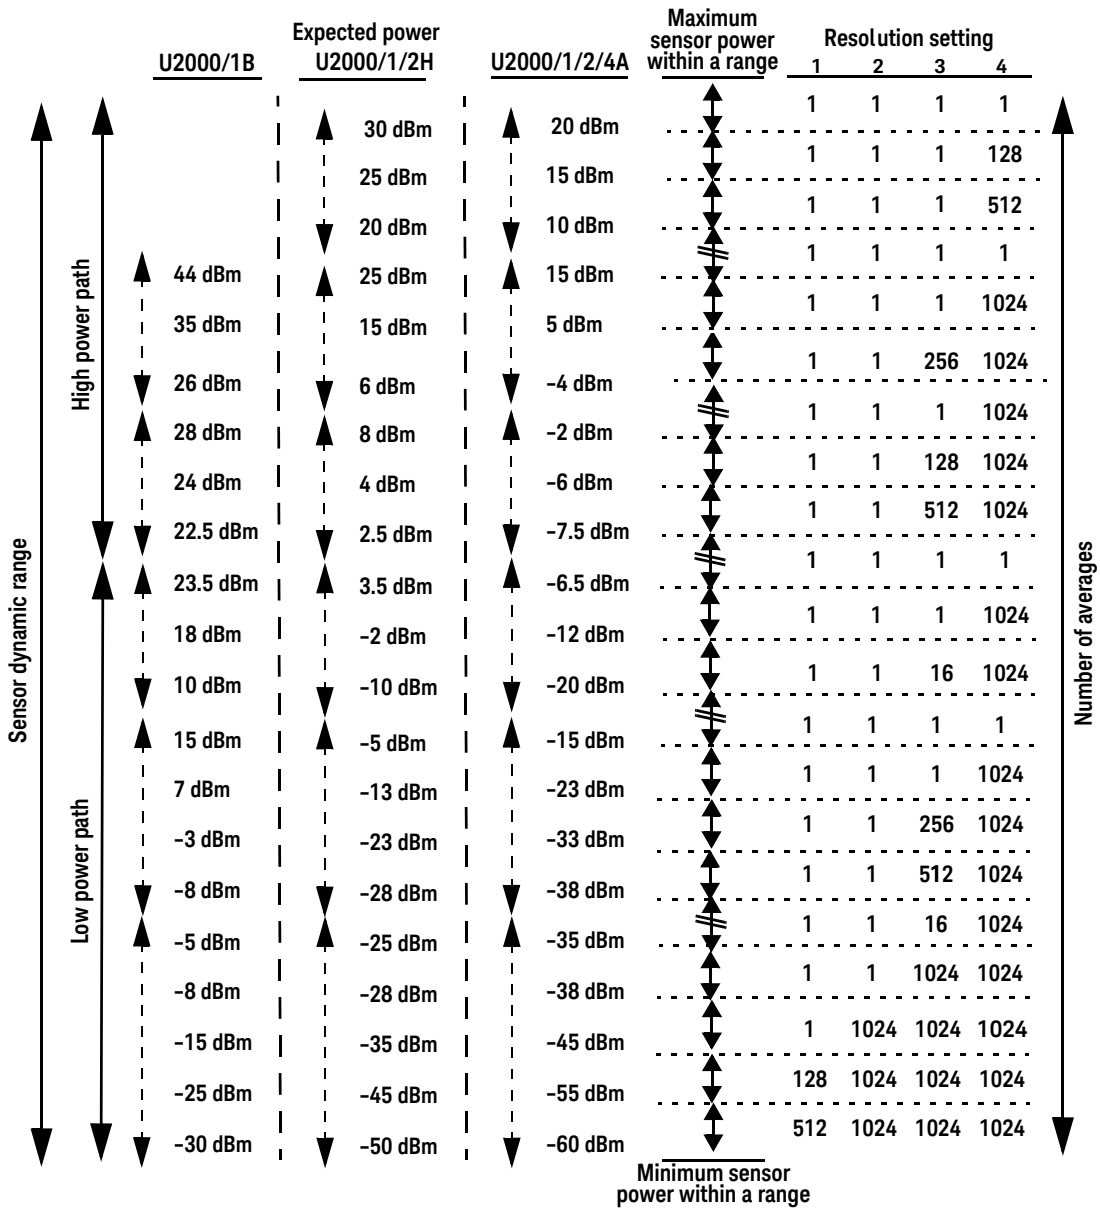 Maximum
sensor power
within a range
Expected power
Resolution setting
U2000/1B U2000/1/2H U2000/1/2/4A 1 2 3 4
1 1 1 1
30 dBm 20 dBm
1 1 1 128
25 dBm 15 dBm
1 1 1 512
20 dBm 10 dBm
1 1 1 1
44 dBm 25 dBm 15 dBm
1 1 1 1024
35 dBm 15 dBm 5 dBm
1 1 256 1024
26 dBm 6 dBm –4 dBm
1 1 1 1024
28 dBm 8 dBm –2 dBm
1 1 128 1024
24 dBm 4 dBm –6 dBm
1 1 512 1024
22.5 dBm 2.5 dBm –7.5 dBm
1 1 1 1
23.5 dBm 3.5 dBm –6.5 dBm
1 1 1 1024
18 dBm –2 dBm –12 dBm
1 1 16 1024
10 dBm –10 dBm –20 dBm
1 1 1 1
15 dBm –5 dBm –15 dBm
1 1 1 1024
7 dBm –13 dBm –23 dBm
1 1 256 1024
–3 dBm –23 dBm –33 dBm
1 1 512 1024
–8 dBm –28 dBm –38 dBm
1 1 16 1024
–5 dBm –25 dBm –35 dBm
1 1 1024 1024
–8 dBm –28 dBm –38 dBm
1 1024 1024 1024
–15 dBm –35 dBm –45 dBm
128 1024 1024 1024
–25 dBm –45 dBm –55 dBm
512 1024 1024 1024
–30 dBm –50 dBm –60 dBm
Minimum sensor
power within a range
Sensor dynamic range
High power path
Low power path
Number of averages